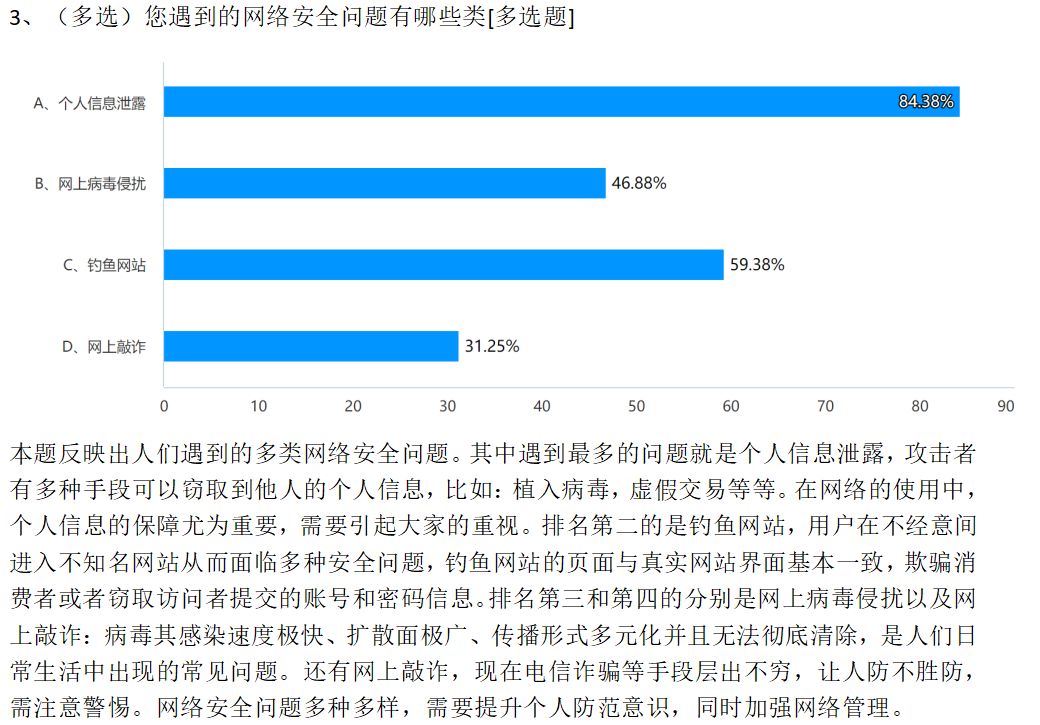 3、（多选）您遇到的网络安全问题有哪些类[多选题]
A、个人信息泄露
84.38%
B、网上病毒侵扰
46.88%
C、钓鱼网站
59.38%
D、网上敲诈
31.25%
0 10 20 30 40 50 60 70 80 90
本题反映出人们遇到的多类网络安全问题。其中遇到最多的问题就是个人信息泄露，攻击者
有多种手段可以窃取到他人的个人信息，比如：植入病毒，虚假交易等等。在网络的使用中，
个人信息的保障尤为重要，需要引起大家的重视。排名第二的是钓鱼网站，用户在不经意间
进入不知名网站从而面临多种安全问题，钓鱼网站的页面与真实网站界面基本一致，欺骗消
费者或者窃取访问者提交的账号和密码信息。排名第三和第四的分别是网上病毒侵扰以及网
上敲诈：病毒其感染速度极快、扩散面极广、传播形式多元化并且无法彻底清除，是人们日
常生活中出现的常见问题。还有网上敲诈，现在电信诈骗等手段层出不穷，让人防不胜防，
需注意警惕。网络安全问题多种多样，需要提升个人防范意识，同时加强网络管理。